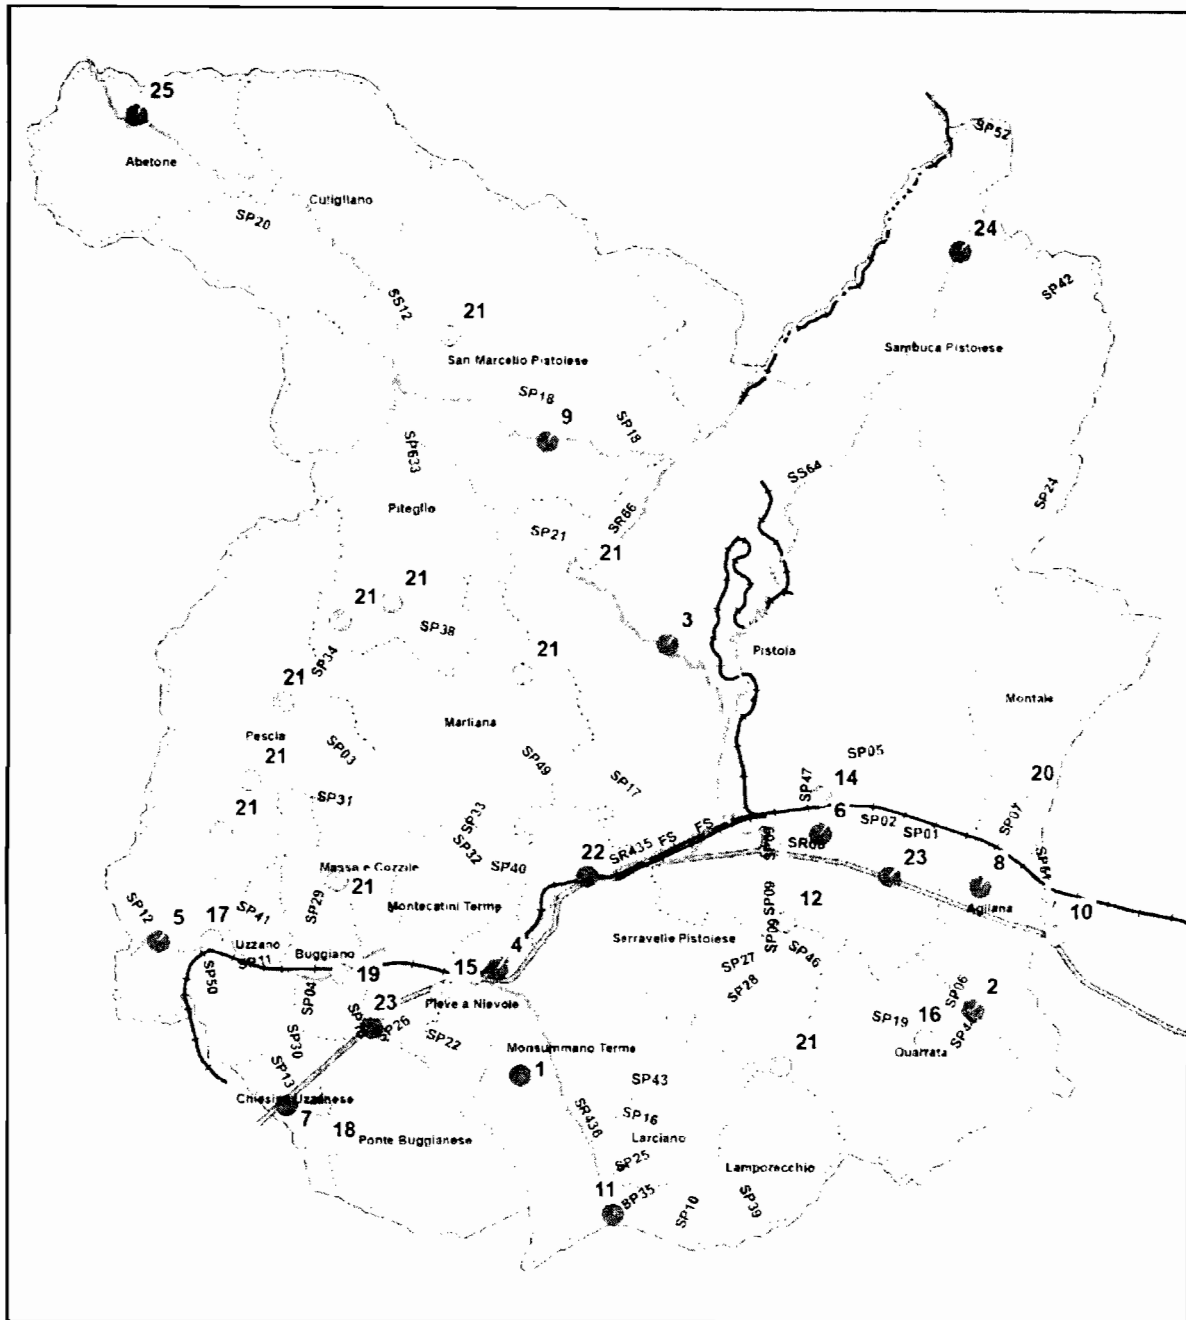 25
Abetone
SP52
Cutigliano
SP20
24
SP42
SS12
21
San Marcello Pistoiese
Sambuca Pistoiese
SP18
9
SP18
SP633
SS64
SP24
Piteglio
SR66
SP21
21
21
21
SP38
3
Pistoia
SP34
21
21
Montale
Marliana
Pescia
21
SP03
SP49
SP17
SP05
SP47
14
20
21
SP31
SP33
6
SP02
SP01
SP07
SP32
22
SR435
FS
FS
SR66
23
8
Massa e Cozzile
SP40
21
12
Agliana
10
SP12
5
17
SP41
SP29
Montecatini Terme
SP09
SP09
Uzzano
SP11
Buggiano
4
Serravalle Pistoiese
SP46
SP50
19
15
SP27
SP28
SP04
23
Pieve a Nievole
SP06
2
SP26
SP22
SP19
16
SP44
SP30
Monsummano Terme
21
Quarrata
SP13
1
SP43
Chiesina Uzzanese
7
18
Ponte Buggianese
SR436
SP16
Larciano
SP25
Lamporecchio
11
SP35
SP10
SP39